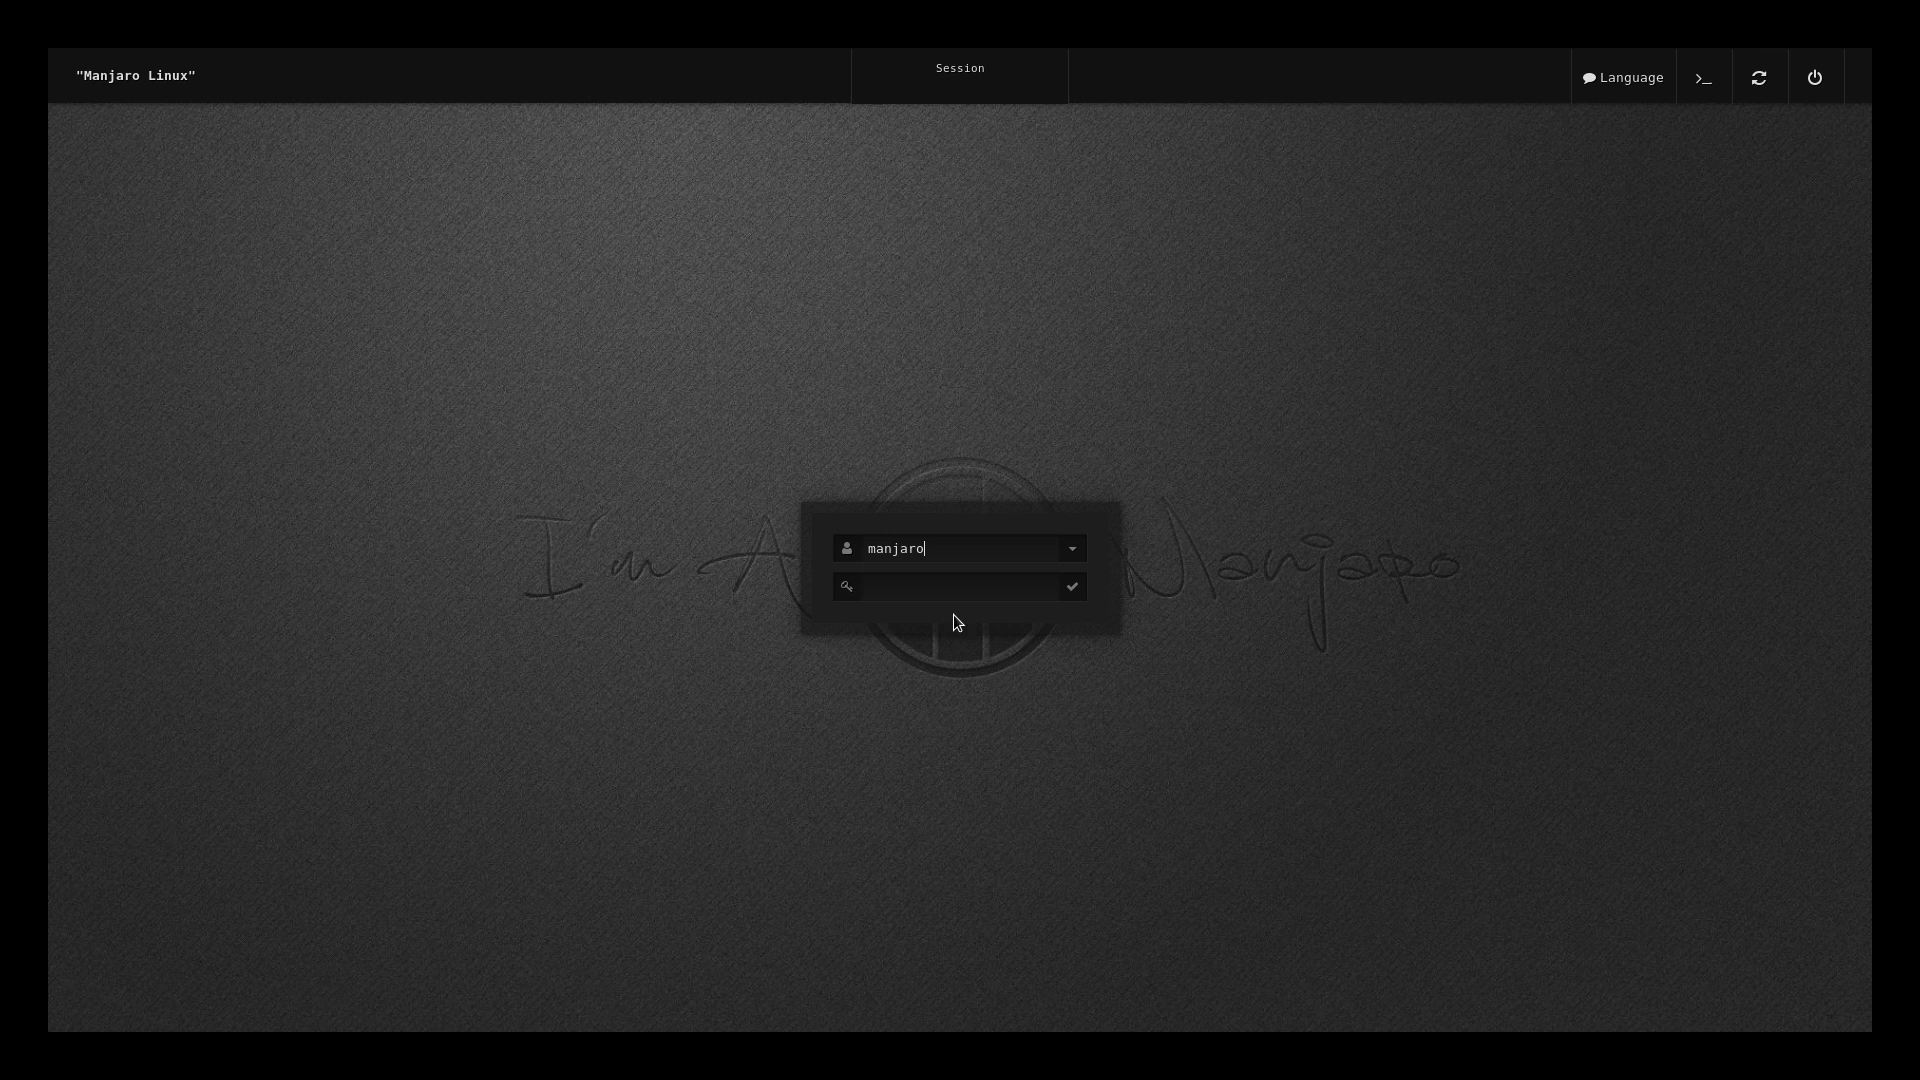 "Manjaro Linux"
Session
Language
>_
manjaro
I'm A Manjaro